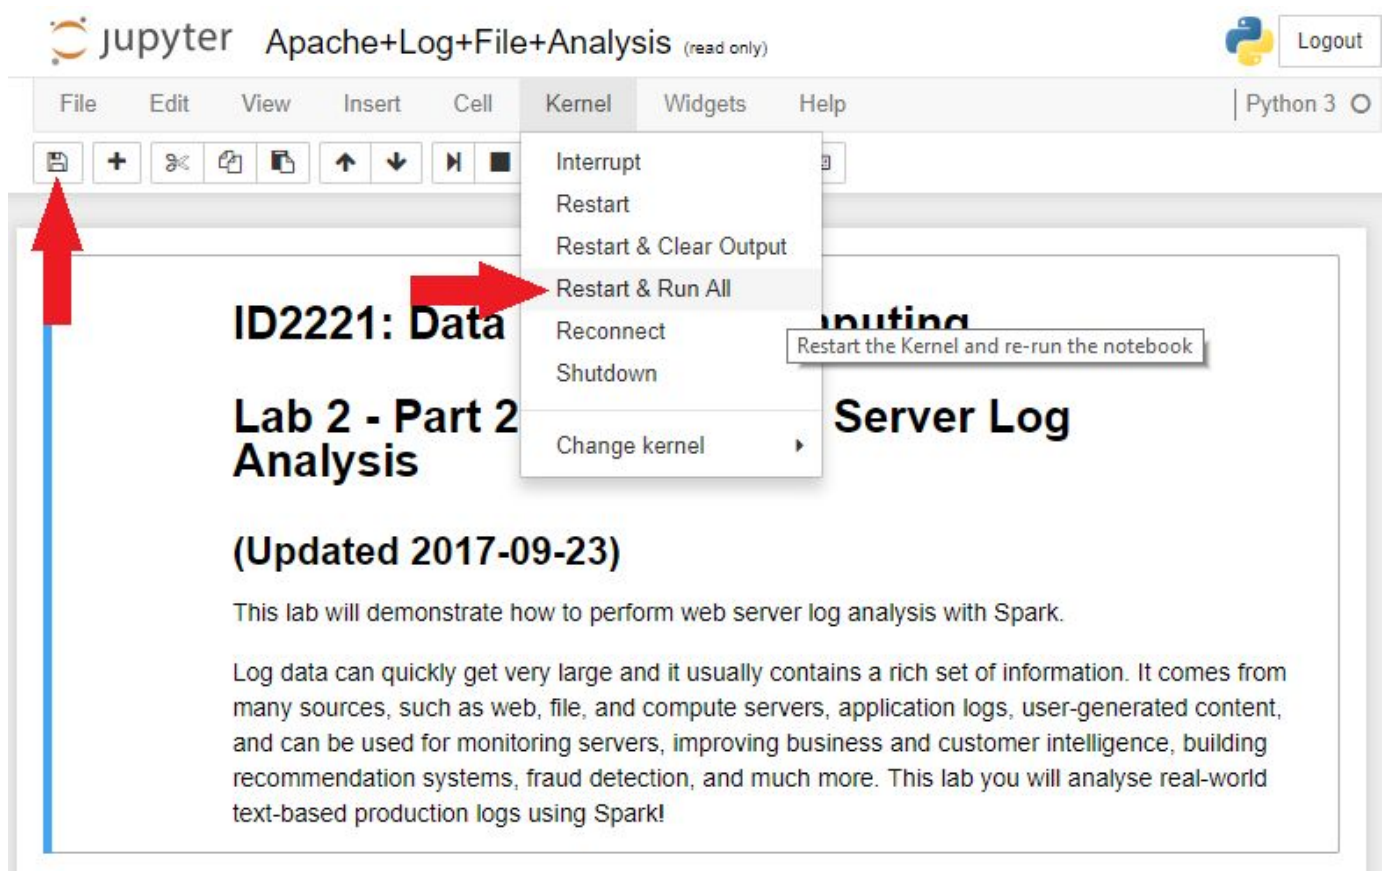 jupyter Apache+Log+File+Analysis (read only) Logout
File Edit View Insert Cell Kernel Widgets Help Python 3
Interrupt
Restart
Restart & Clear Output
Restart & Run All
Reconnect
Shutdown
Change kernel
Restart the Kernel and re-run the notebook
ID2221: Data
Lab 2 - Part 2 Server Log
Analysis
(Updated 2017-09-23)
This lab will demonstrate how to perform web server log analysis with Spark.
Log data can quickly get very large and it usually contains a rich set of information. It comes from
many sources, such as web, file, and compute servers, application logs, user-generated content,
and can be used for monitoring servers, improving business and customer intelligence, building
recommendation systems, fraud detection, and much more. This lab you will analyse real-world
text-based production logs using Spark!